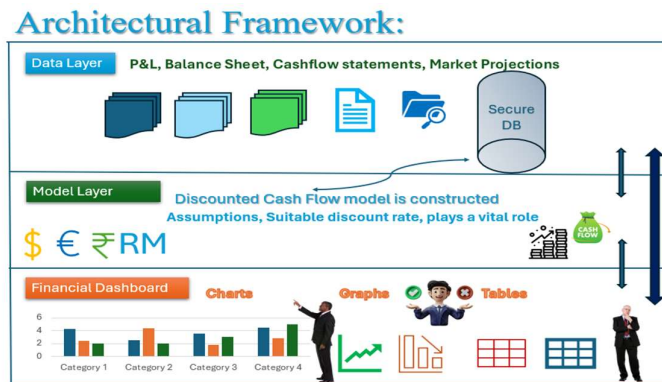 Architectural Framework:
Data Layer
P&L, Balance Sheet, Cashflow statements, Market Projections
Secure
DB
Model Layer
Discounted Cash Flow model is constructed
Assumptions, Suitable discount rate, plays a vital role
$ € ₹ RM
CASH
FLOW
Financial Dashboard
Charts
Graphs
Tables
6
4
2
0
Category 1
Category 2
Category 3
Category 4